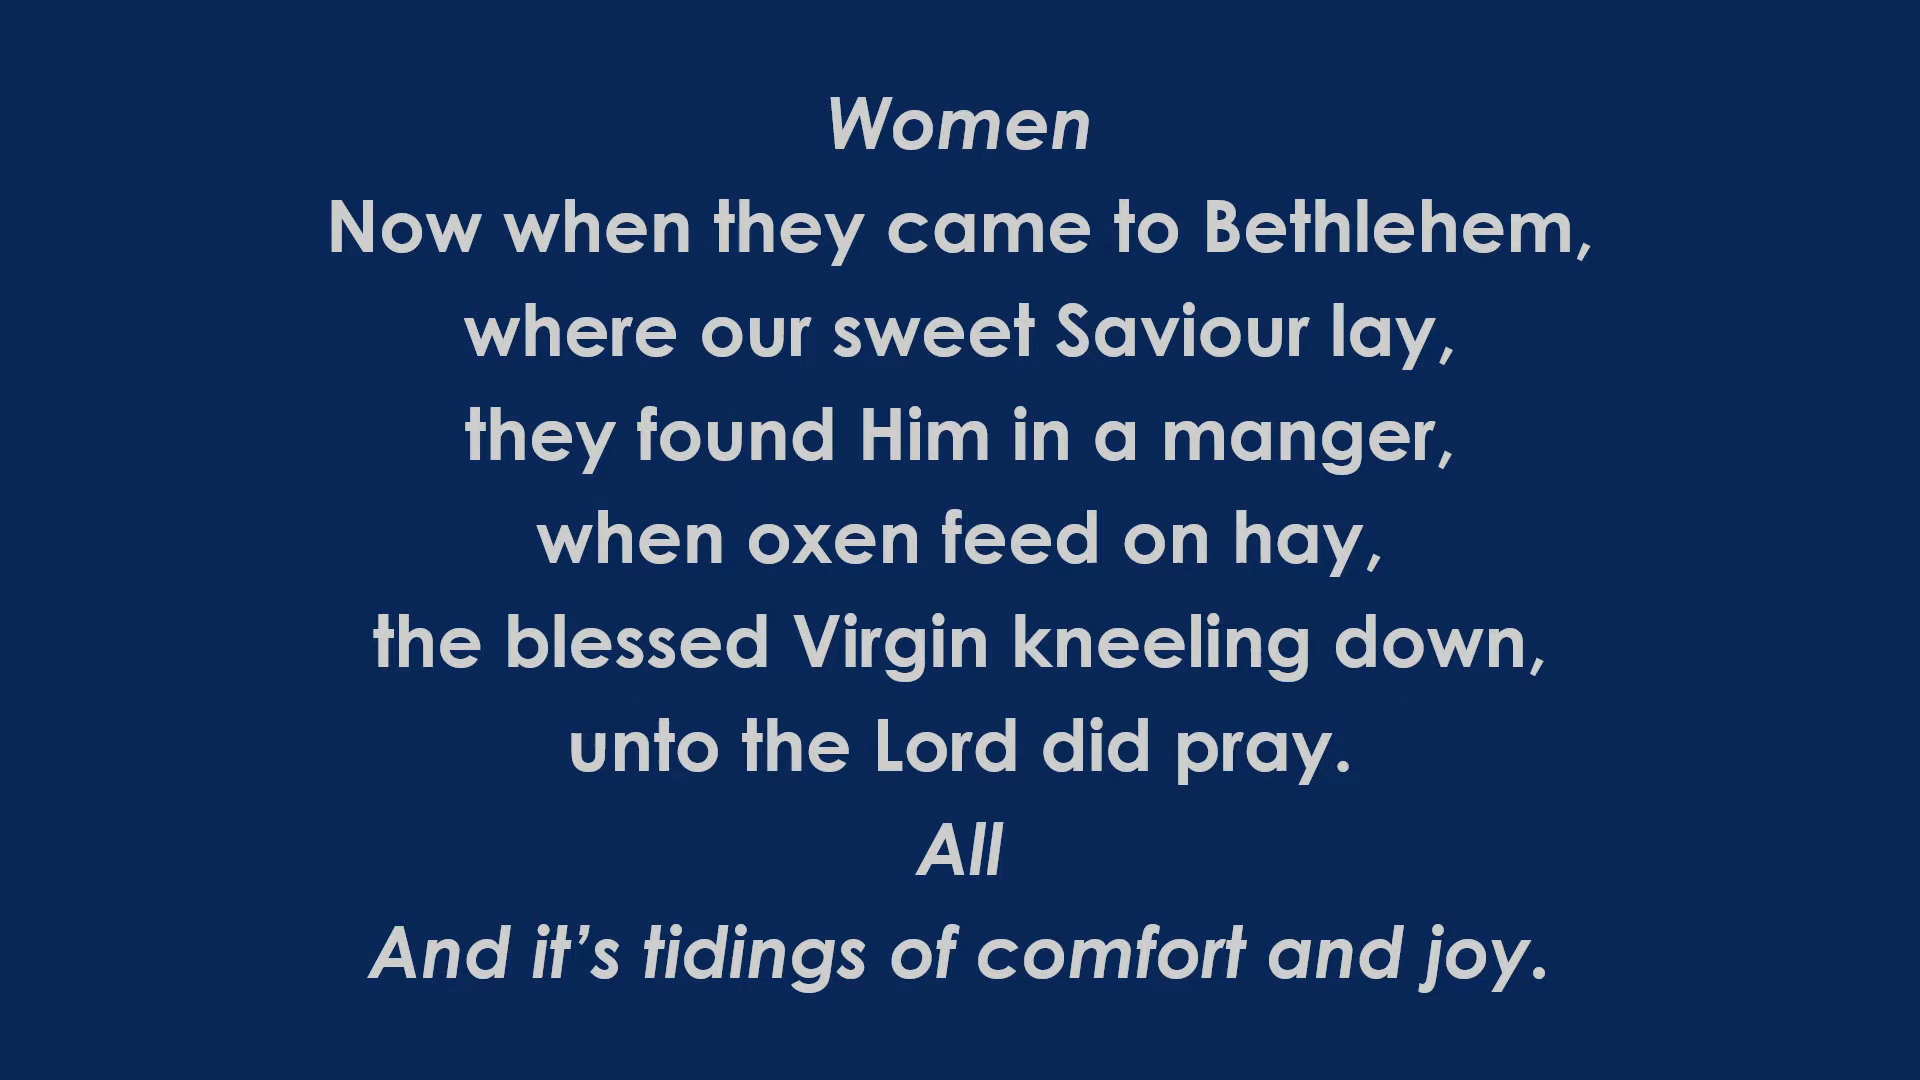 Women
Now when they came to Bethlehem,
where our sweet Saviour lay,
they found Him in a manger,
when oxen feed on hay,
the blessed Virgin kneeling down,
unto the Lord did pray.
All
And it’s tidings of comfort and joy.